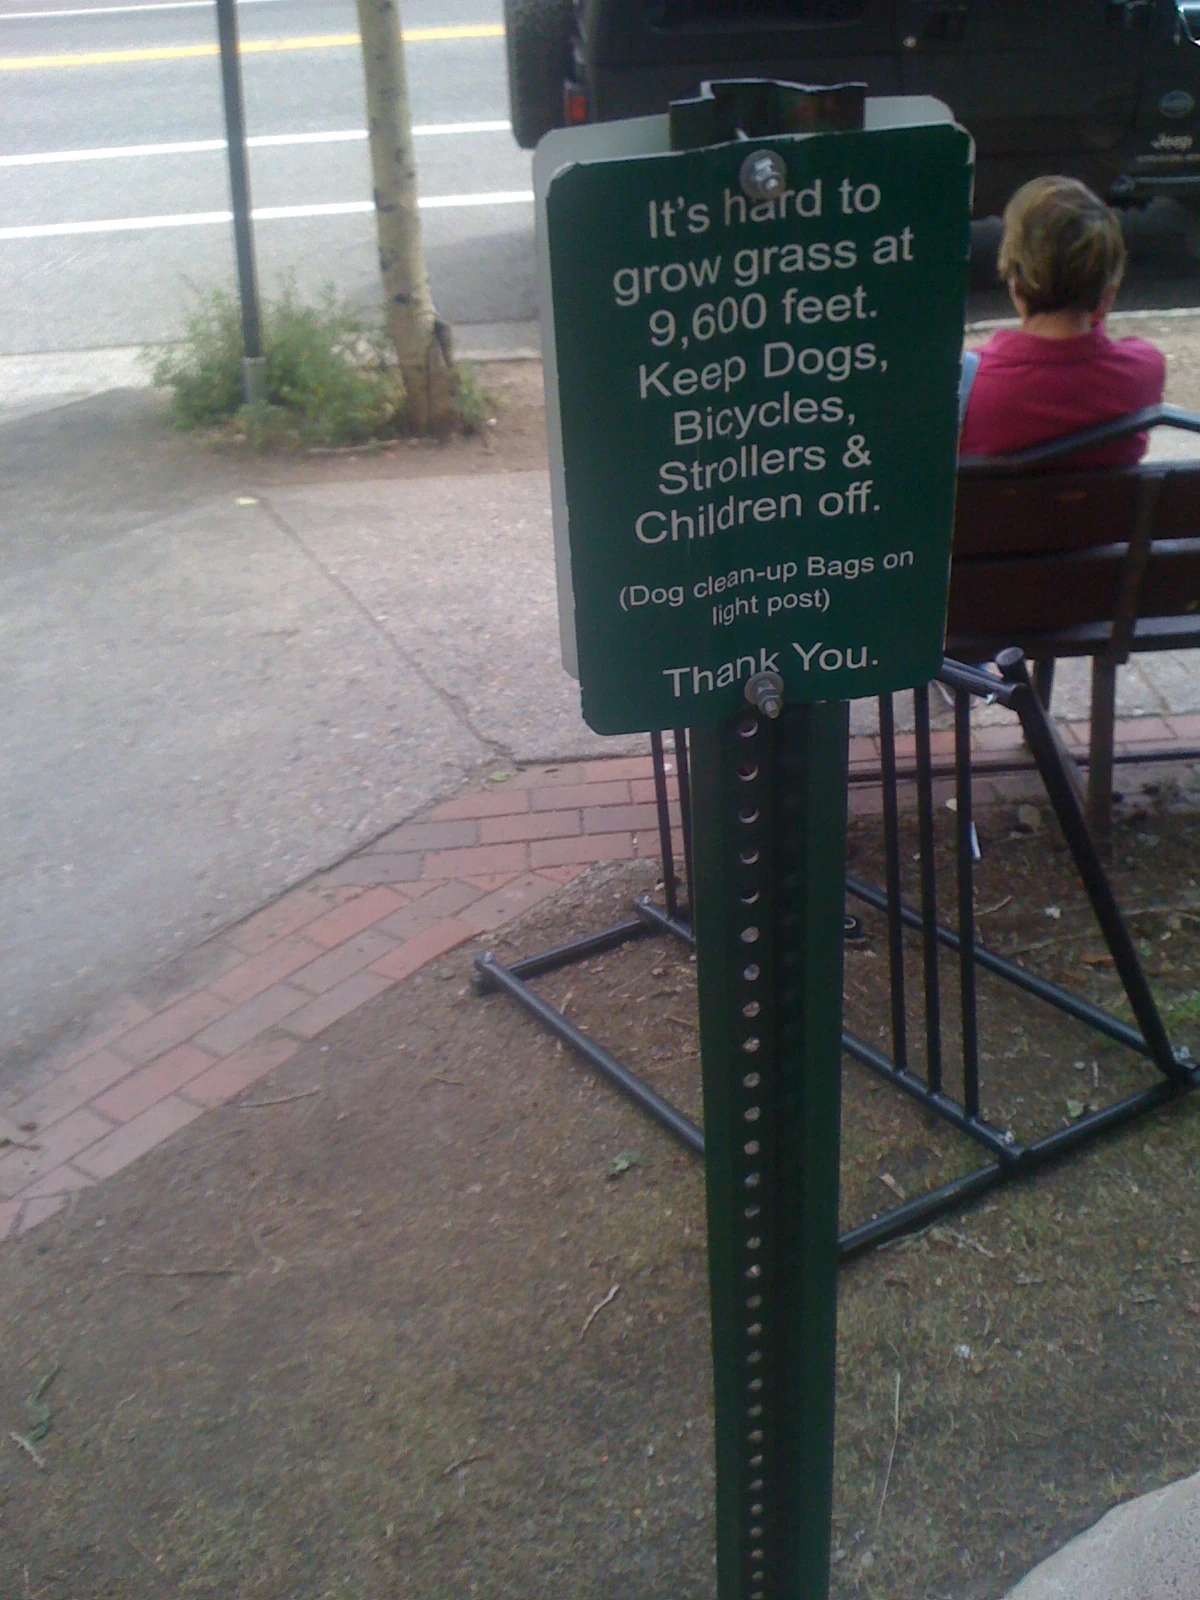 It's hard to
grow grass at
9,600 feet.
Keep Dogs,
Bicycles,
Strollers &
Children off.
(Dog clean-up Bags on
light post)
Thank You.
Jeep